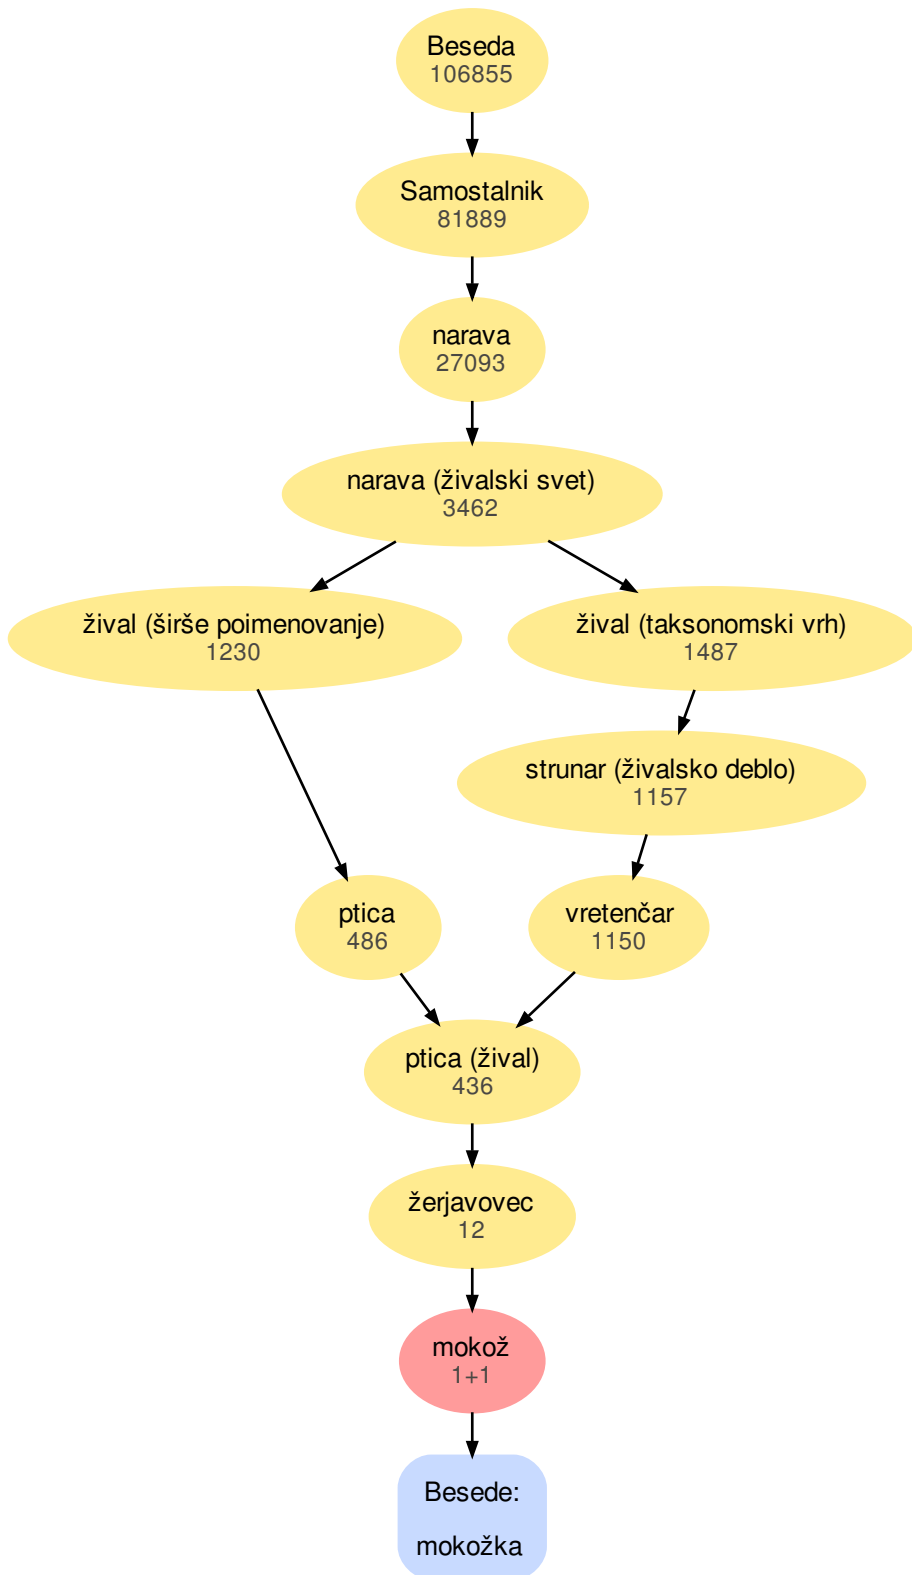 Beseda
106855
Samostalnik
81889
narava
27093
narava (živalski svet)
3462
žival (širše poimenovanje)
1230
žival (taksonomski vrh)
1487
strunar (živalsko deblo)
1157
ptica
486
vretenčar
1150
ptica (žival)
436
žerjavovec
12
mokož
1+1
Besede:
mokožka